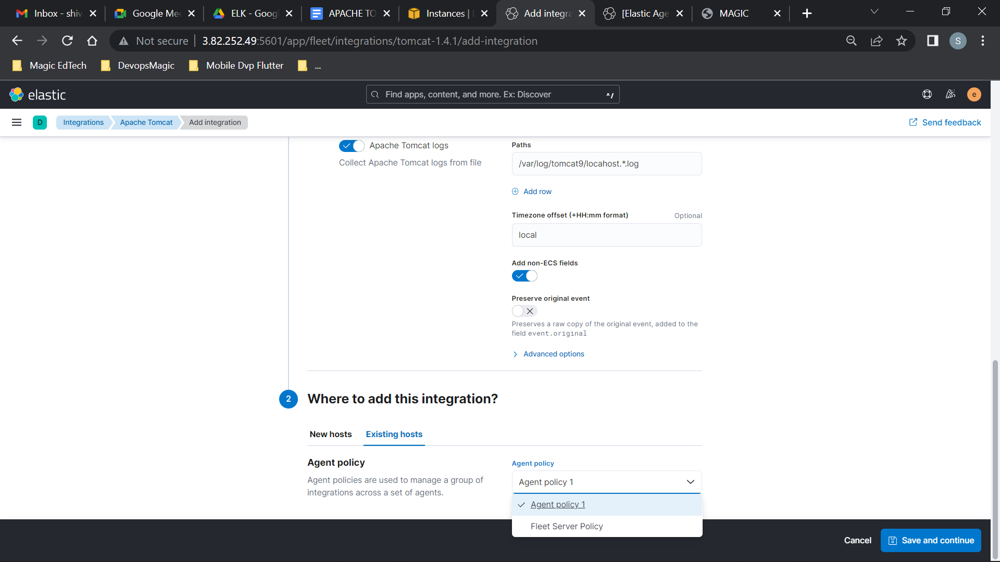 Inbox - shiv
Google Mee
ELK - Goog
APACHE TO
Instances |
Add integra
[Elastic Age
MAGIC
Not secure
3.82.252.49:5601/app/fleet/integrations/tomcat-1.4.1/add-integration
S
Magic EdTech
DevopsMagic
Mobile Dvp Flutter
...
elastic
Find apps, content, and more. Ex: Discover
^/
e
D
Integrations
Apache Tomcat
Add integration
Send feedback
Apache Tomcat logs
Collect Apache Tomcat logs from file
Paths
/var/log/tomcat9/locahost.*.log
Add row
Timezone offset (+HH:mm format)
Optional
local
Add non-ECS fields
Preserve original event
Preserves a raw copy of the original event, added to the
field event.original
Advanced options
2
Where to add this integration?
New hosts
Existing hosts
Agent policy
Agent policies are used to manage a group of
integrations across a set of agents.
Agent policy
Agent policy 1
Agent policy 1
Fleet Server Policy
Cancel
Save and continue